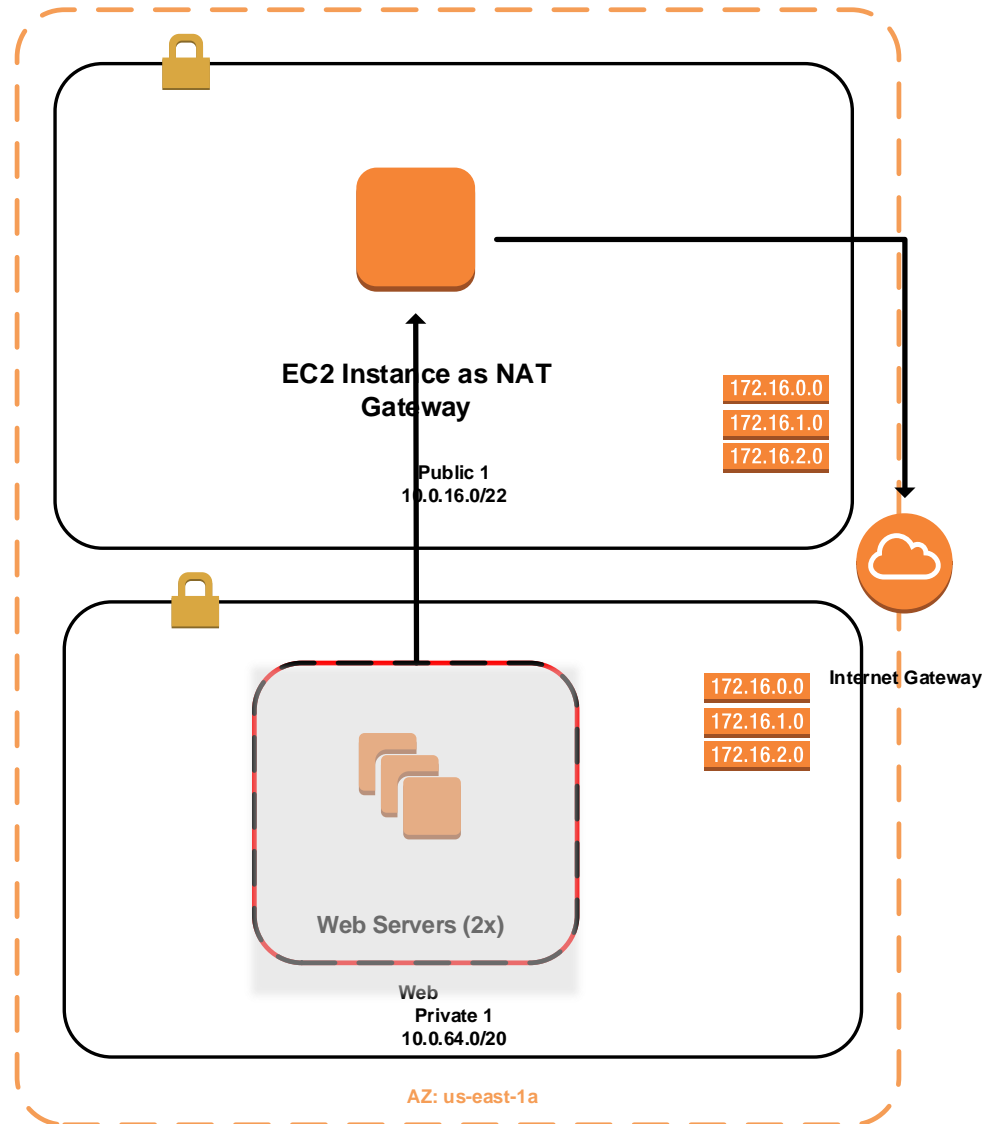 EC2 Instance as NAT
Gateway
172.16.0.0
172.16.1.0
172.16.2.0
Public 1
10.0.16.0/22
Internet Gateway
172.16.0.0
172.16.1.0
172.16.2.0
Web Servers (2x)
Web
Private 1
10.0.64.0/20
AZ: us-east-1a